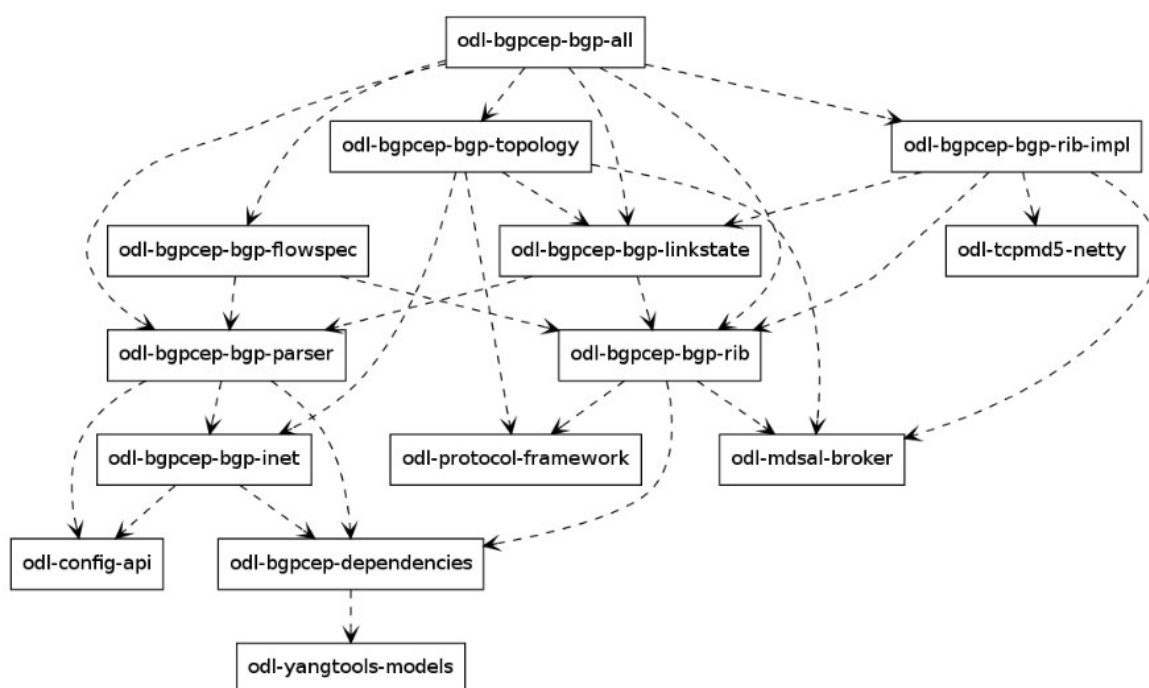 odl-bgpcep-bgp-all
odl-bgpcep-bgp-topology
odl-bgpcep-bgp-rib-impl
odl-bgpcep-bgp-flowspec
odl-bgpcep-bgp-linkstate
odl-tcpmd5-netty
odl-bgpcep-bgp-parser
odl-bgpcep-bgp-rib
odl-bgpcep-bgp-inet
odl-protocol-framework
odl-mdsal-broker
odl-config-api
odl-bgpcep-dependencies
odl-yangtools-models